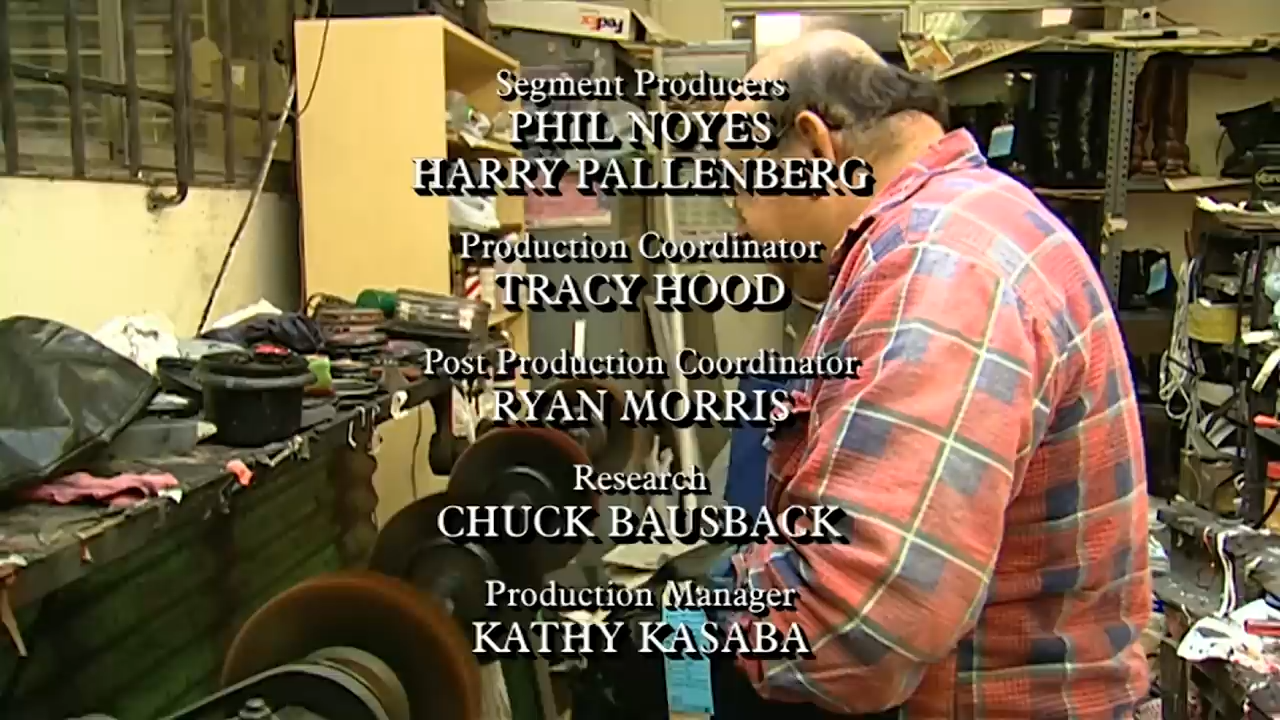 FedEx
Segment Producers
PHIL NOYES
HARRY PALLENBERG
Production Coordinator
TRACY HOOD
Post Production Coordinator
RYAN MORRIS
Research
CHUCK BAUSBACK
Production Manager
KATHY KASABA